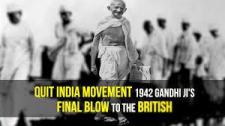 QUIT INDIA MOVEMENT 1942 GANDHI JI'S
FINAL BLOW TO THE BRITISH